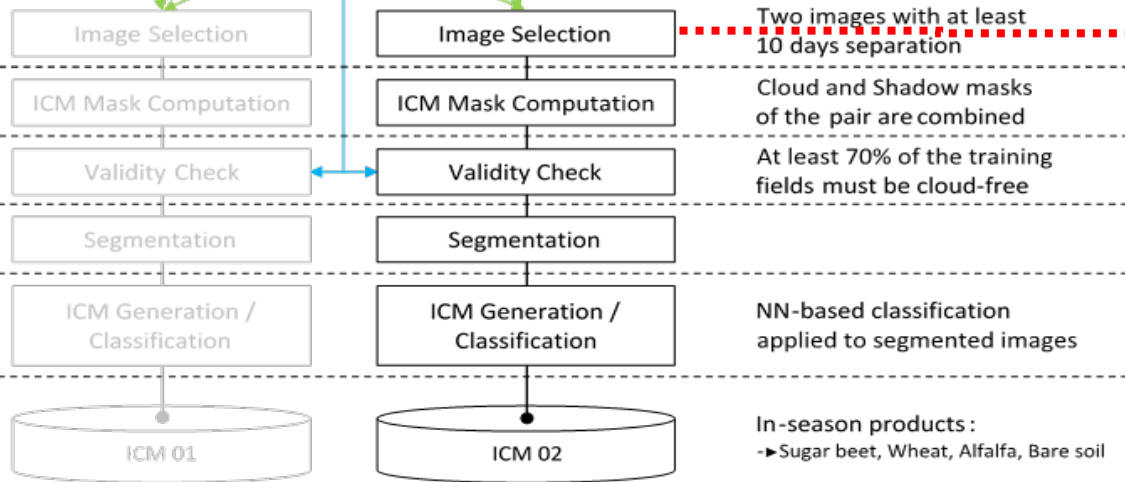 Image Selection
Image Selection
Two images with at least
10 days separation
ICM Mask Computation
ICM Mask Computation
Cloud and Shadow masks
of the pair are combined
Validity Check
Validity Check
At least 70% of the training
fields must be cloud-free
Segmentation
Segmentation
ICM Generation /
Classification
ICM Generation /
Classification
NN-based classification
applied to segmented images
ICM 01
ICM 02
In-season products :
-►Sugar beet, Wheat, Alfalfa, Bare soil